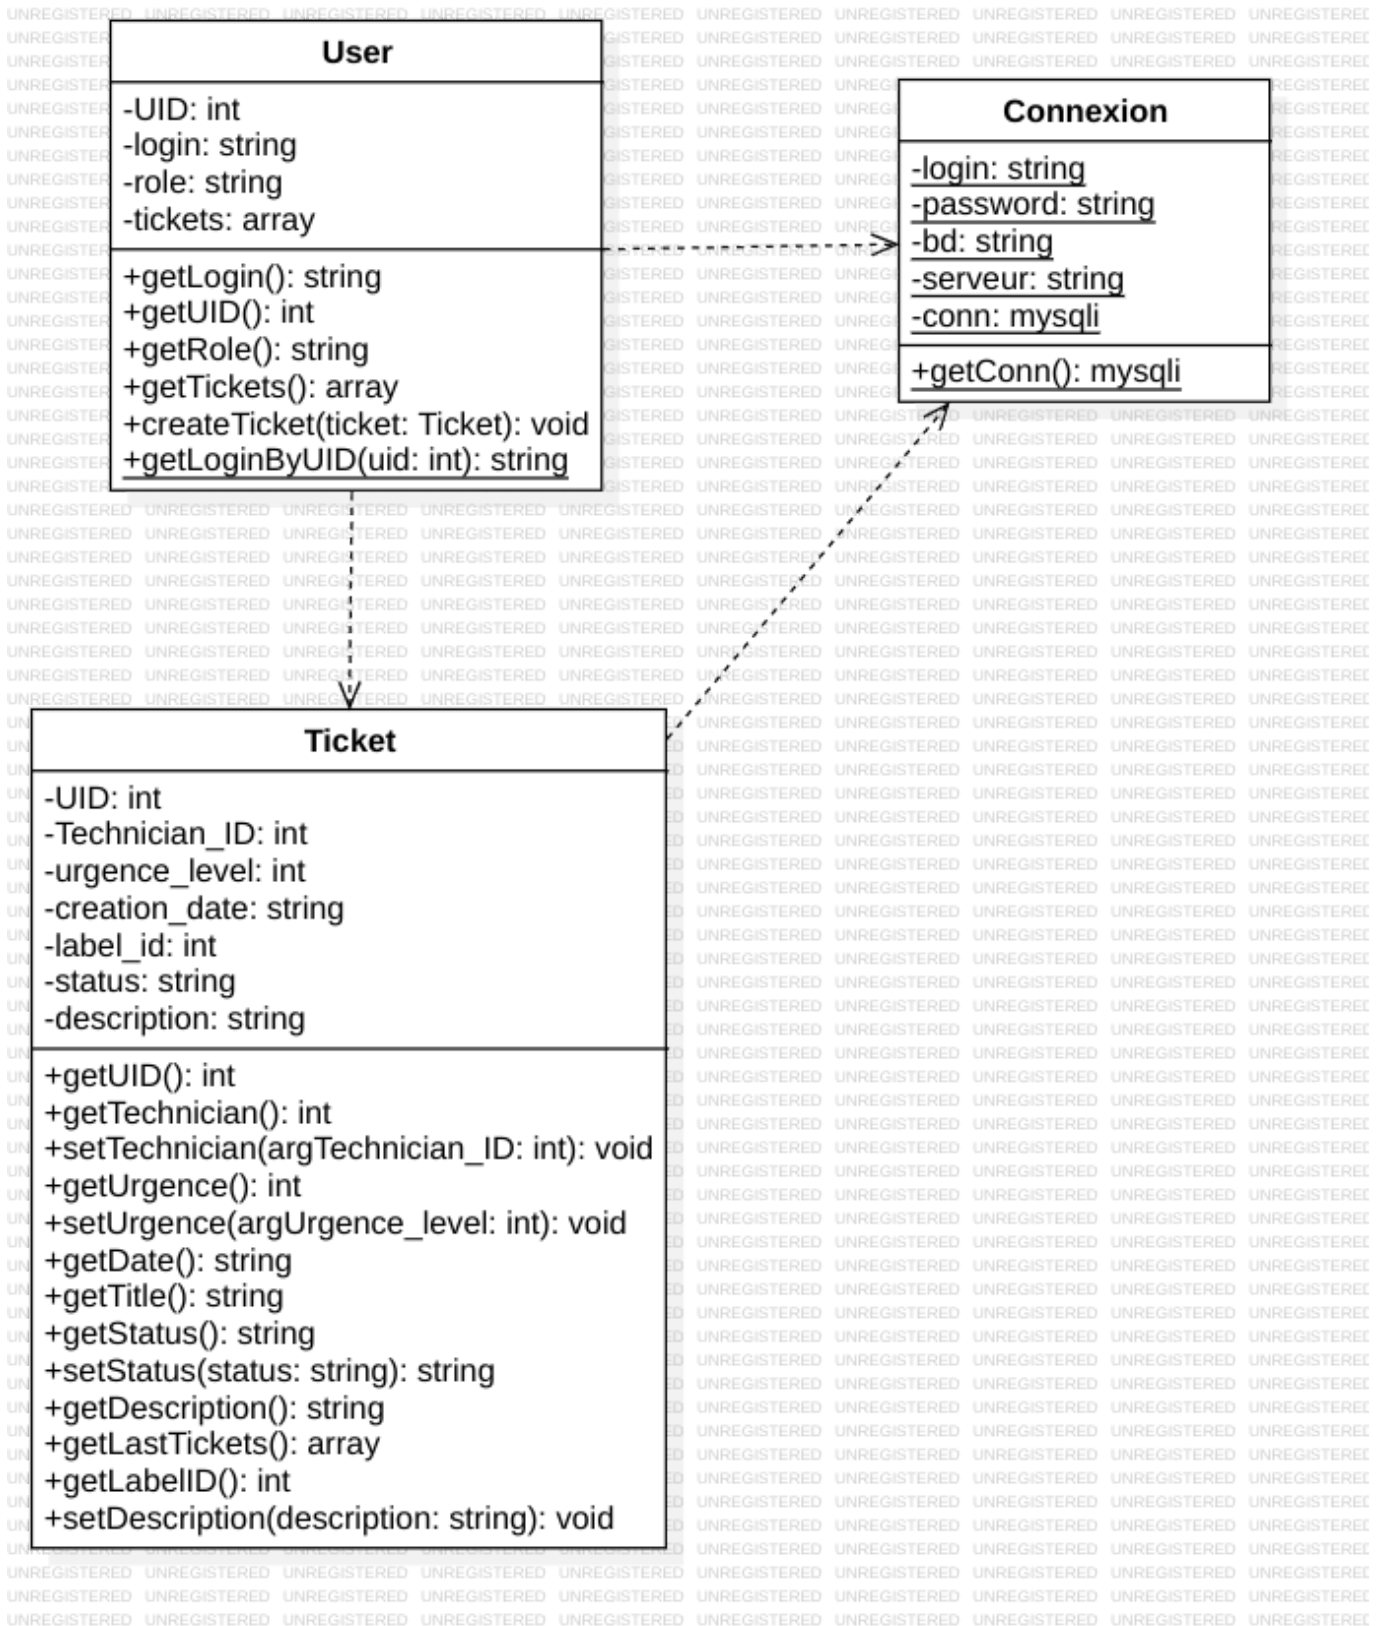 User
-UID: int
-login: string
-role: string
-tickets: array
+getLogin(): string
+getUID(): int
+getRole(): string
+getTickets(): array
+createTicket(ticket: Ticket): void
+getLoginByUID(uid: int): string
Connexion
-login: string
-password: string
-bd: string
-serveur: string
-conn: mysqli
+getConn(): mysqli
Ticket
-UID: int
-Technician_ID: int
-urgence_level: int
-creation_date: string
-label_id: int
-status: string
-description: string
+getUID(): int
+getTechnician(): int
+setTechnician(argTechnician_ID: int): void
+getUrgence(): int
+setUrgence(argUrgence_level: int): void
+getDate(): string
+getTitle(): string
+getStatus(): string
+setStatus(status: string): string
+getDescription(): string
+getLastTickets(): array
+getLabelID(): int
+setDescription(description: string): void
UNREGISTERED